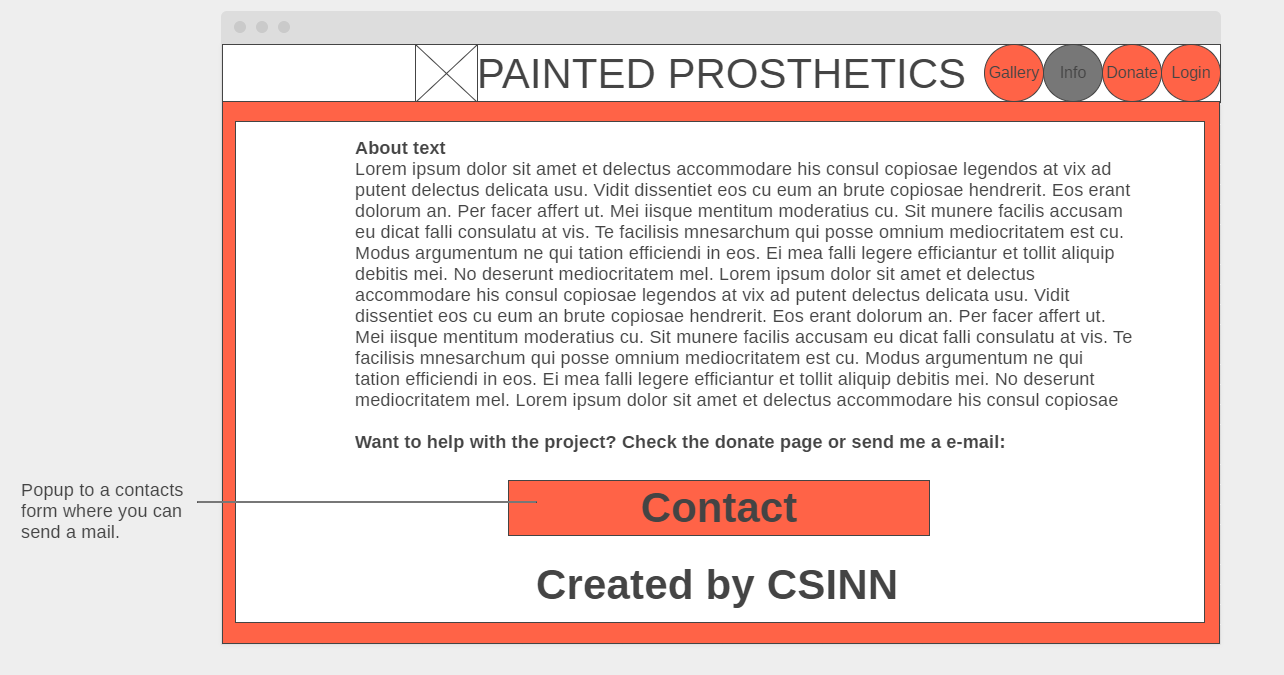 PAINTED PROSTHETICS
Gallery Info Donate Login
About text
Lorem ipsum dolor sit amet et delectus accommodare his consul copiosae legendos at vix ad
putent delectus delicata usu. Vidit dissentiet eos cu eum an brute copiosae hendrerit. Eos erant
dolorum an. Per facer affert ut. Mei iisque mentitum moderatius cu. Sit munere facilis accusam
eu dicat falli consulatu at vis. Te facilisis mnesarchum qui posse omnium mediocritatem est cu.
Modus argumentum ne qui tation efficiendi in eos. Ei mea falli legere efficiantur et tollit aliquip
debitis mei. No deserunt mediocritatem mel. Lorem ipsum dolor sit amet et delectus
accommodare his consul copiosae legendos at vix ad putent delectus delicata usu. Vidit
dissentiet eos cu eum an brute copiosae hendrerit. Eos erant dolorum an. Per facer affert ut.
Mei iisque mentitum moderatius cu. Sit munere facilis accusam eu dicat falli consulatu at vis. Te
facilisis mnesarchum qui posse omnium mediocritatem est cu. Modus argumentum ne qui
tation efficiendi in eos. Ei mea falli legere efficiantur et tollit aliquip debitis mei. No deserunt
mediocritatem mel. Lorem ipsum dolor sit amet et delectus accommodare his consul copiosae
Want to help with the project? Check the donate page or send me a e-mail:
Popup to a contacts
form where you can
send a mail.
Contact
Created by CSINN